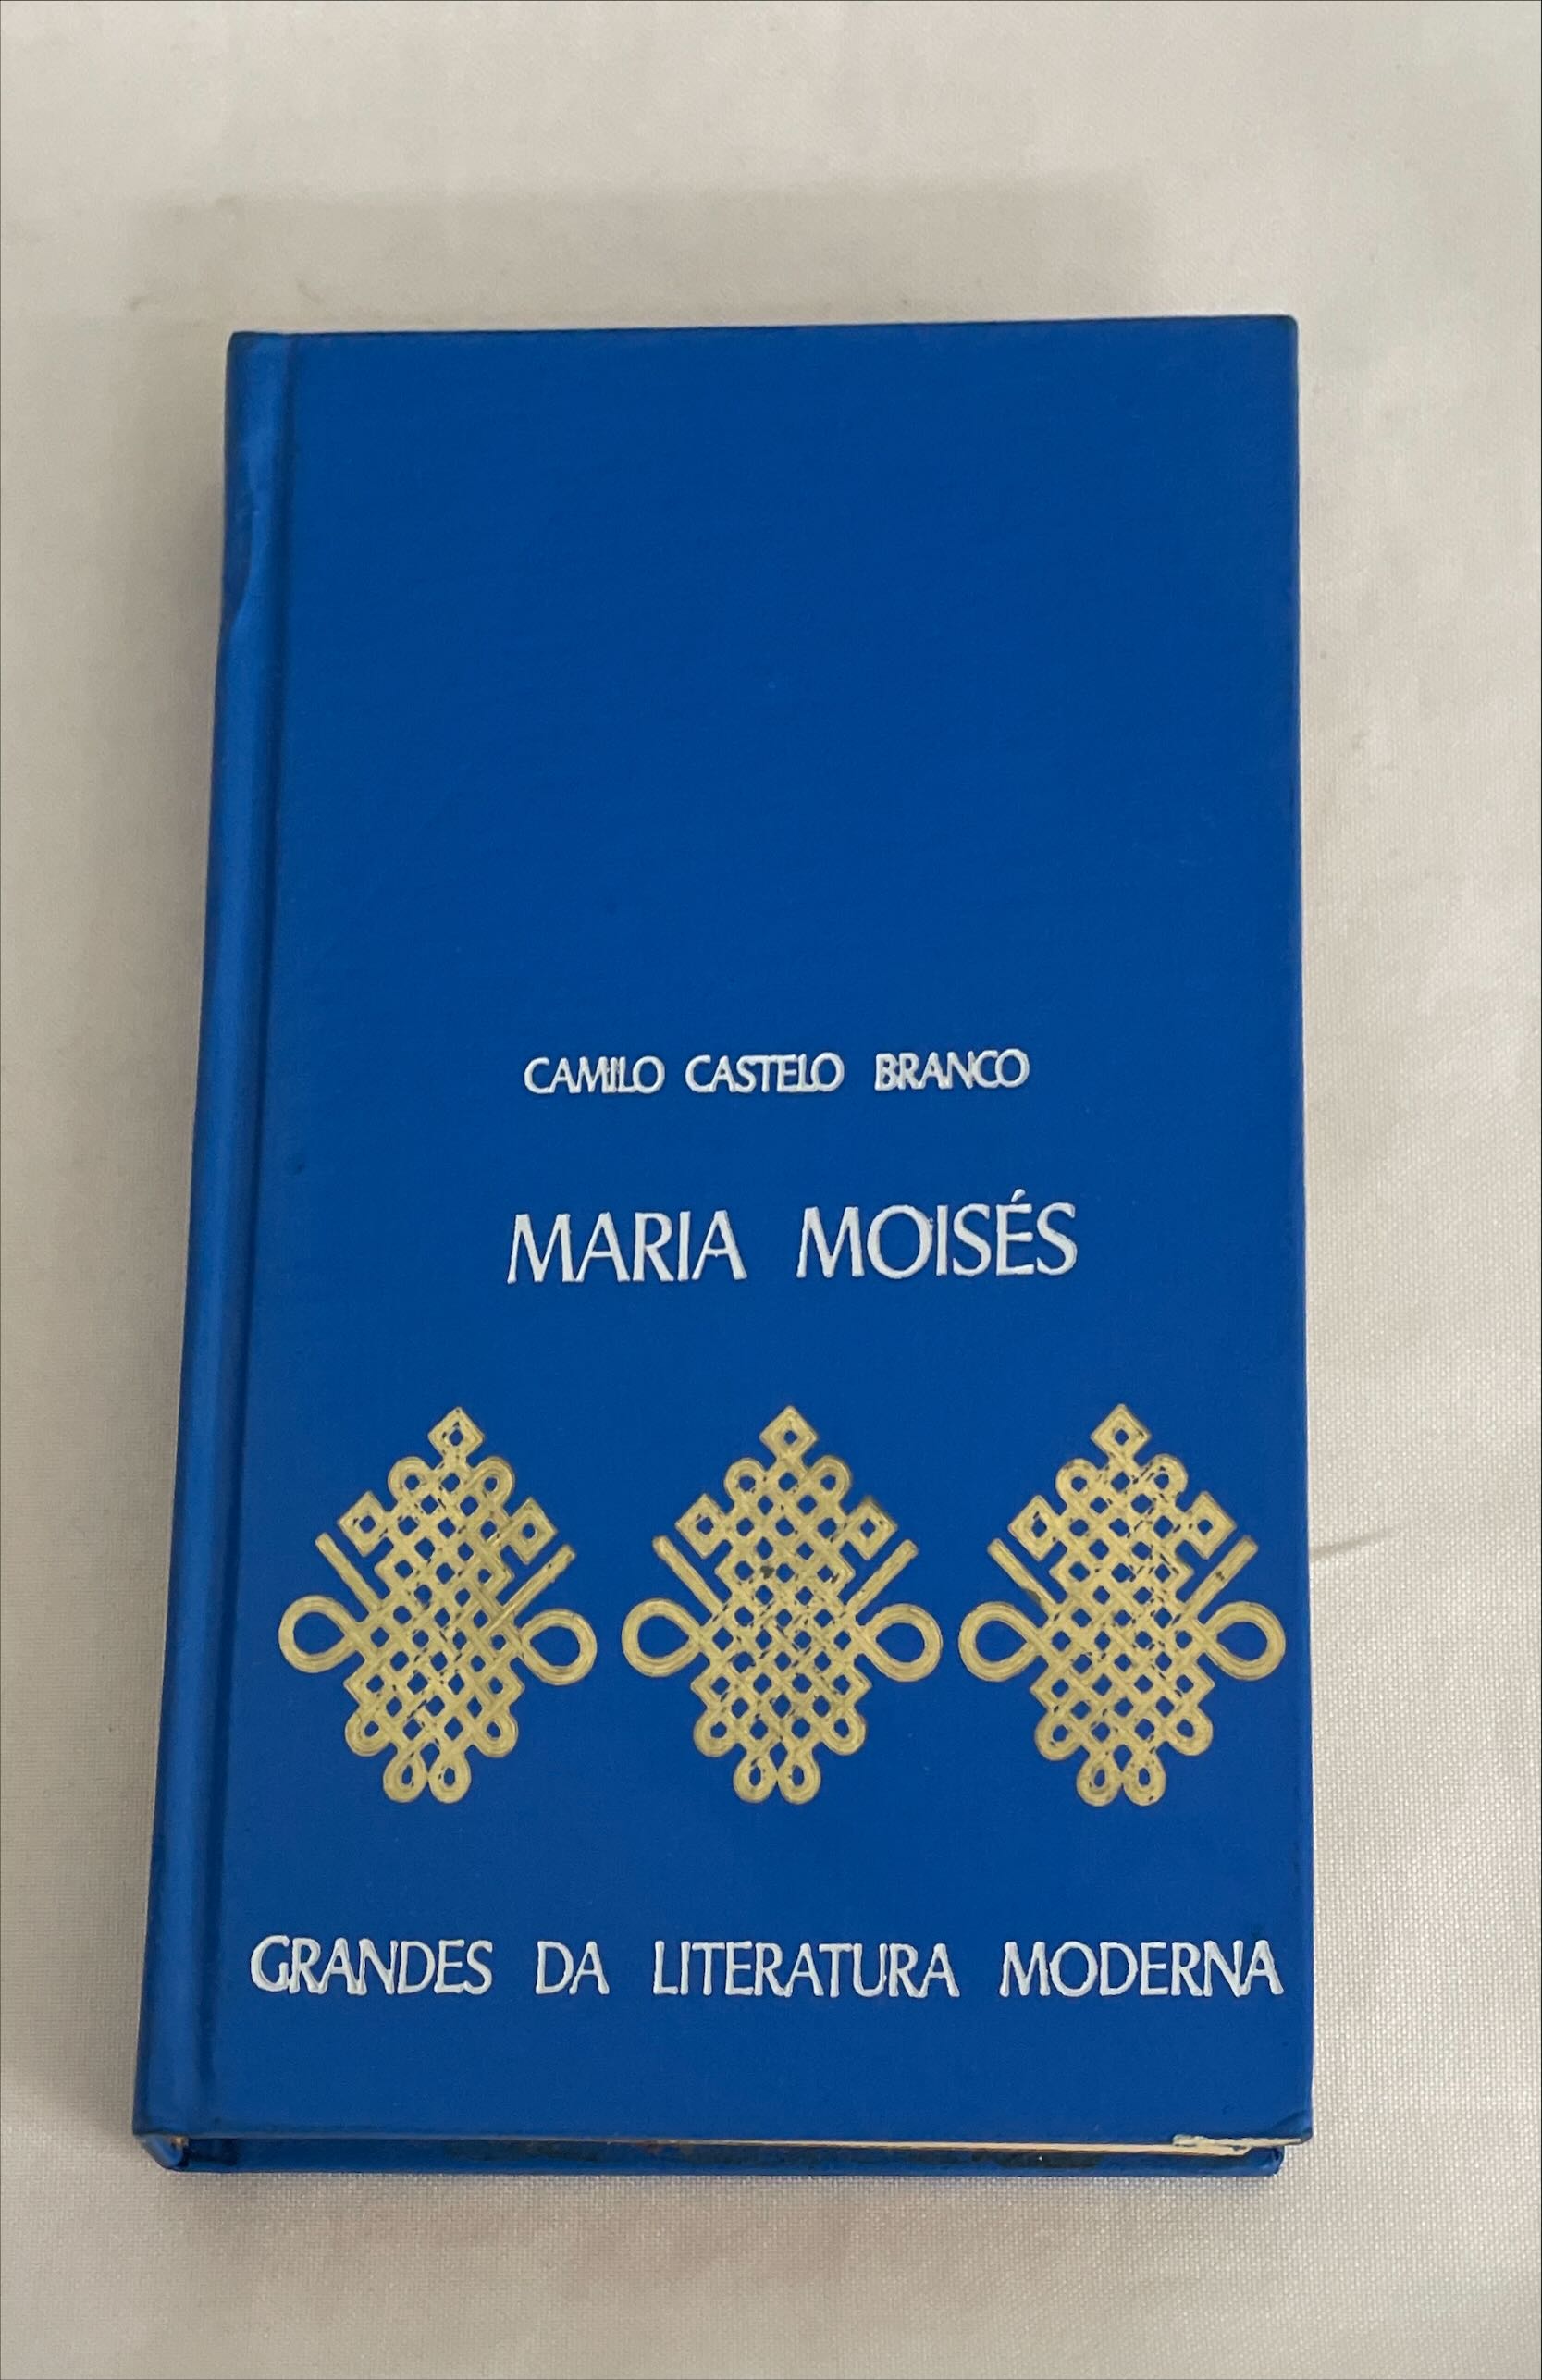 CAMILO CASTELO BRANCO
MARIA MOISÉS
GRANDES DA LITERATURA MODERNA